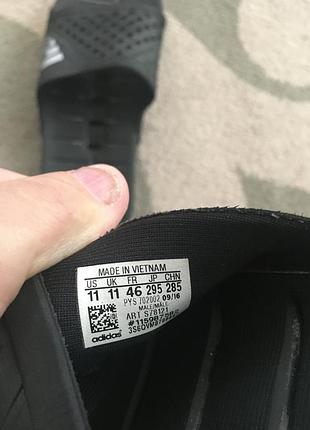 MADE IN VIETNAM
US UK FR JP CHN
11 11 46 295 285
PYS 702002 09/16
MALE/MALE
ART S78121
adidas